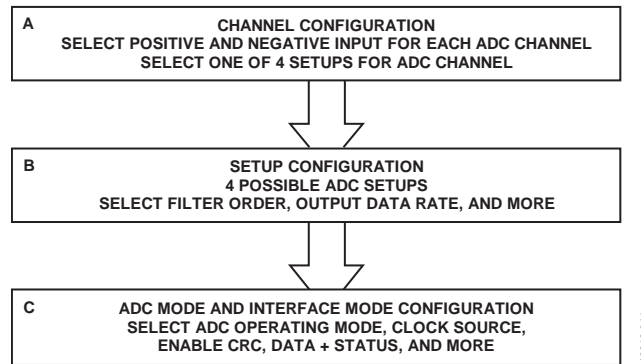 A
CHANNEL CONFIGURATION
SELECT POSITIVE AND NEGATIVE INPUT FOR EACH ADC CHANNEL
SELECT ONE OF 4 SETUPS FOR ADC CHANNEL
B
SETUP CONFIGURATION
4 POSSIBLE ADC SETUPS
SELECT FILTER ORDER, OUTPUT DATA RATE, AND MORE
C
ADC MODE AND INTERFACE MODE CONFIGURATION
SELECT ADC OPERATING MODE, CLOCK SOURCE,
ENABLE CRC, DATA + STATUS, AND MORE